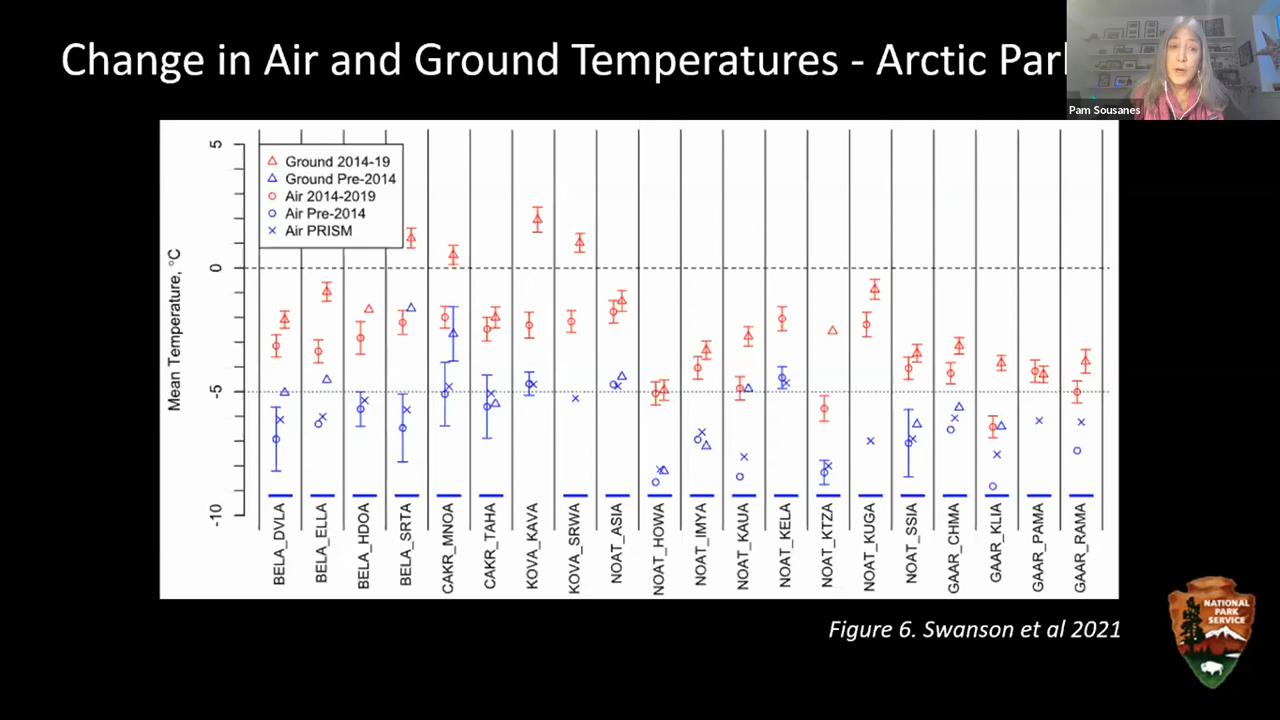 Change in Air and Ground Temperatures - Arctic Par
Pam Sousanes
Ground 2014-19
Ground Pre-2014
Air 2014-2019
Air Pre-2014
Air PRISM
Mean Temperature, °C
5
0
-5
-10
BELA_DVLA
BELA_ELLA
BELA_HDOA
BELA_SRTA
CAKR_MNOA
CAKR_TAHA
KOVA_KAVA
KOVA_SRWA
NOAT_ASIA
NOAT_HOWA
NOAT_IMYA
NOAT_KAUA
NOAT_KELA
NOAT_KTZA
NOAT_KUGA
NOAT_SSIA
GAAR_CHMA
GAAR_KLIA
GAAR_PAMA
GAAR_RAMA
Figure 6. Swanson et al 2021
NATIONAL
PARK
SERVICE